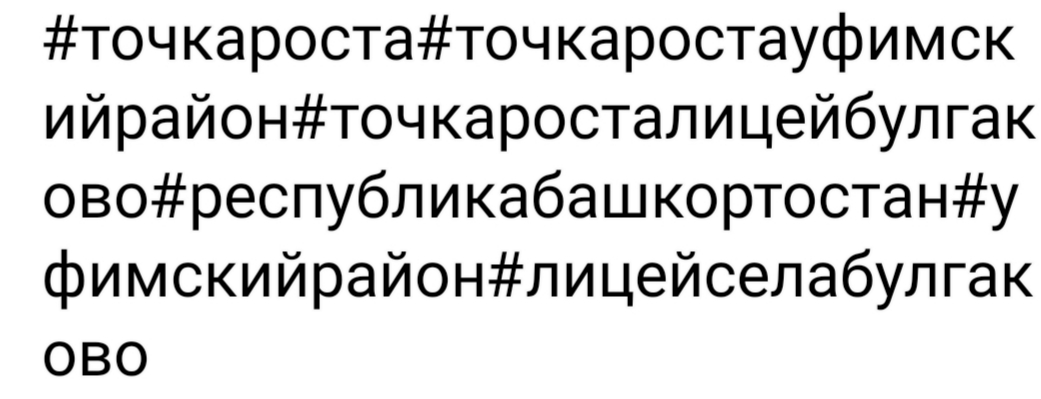 #точкароста#точкаростауфимск
ийрайон#точкаросталицейбулгак
ово#республикабашкортостан#у
фимскийрайон#лицейселабулгак
ово